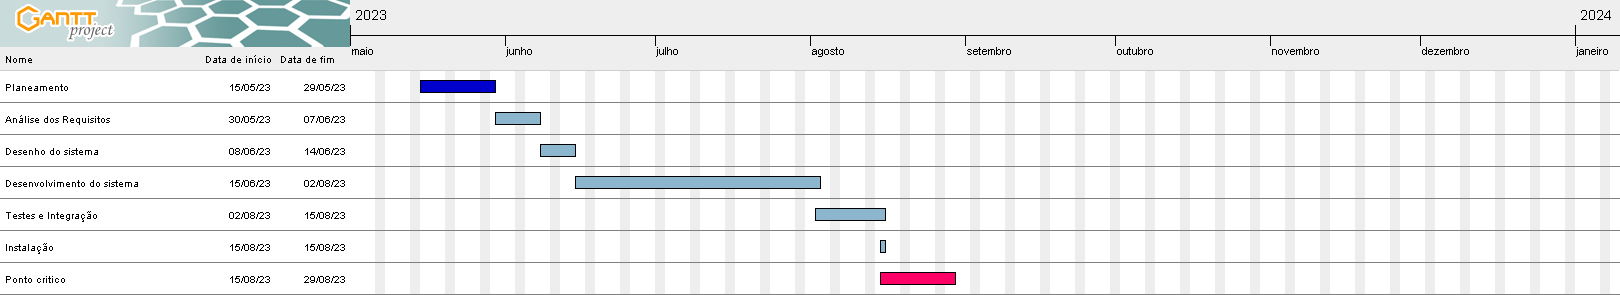 GANTT
project
2023 2024
maio junho julho agosto setembro outubro novembro dezembro janeiro
Nome Data de início Data de fim
Planeamento 15/05/23 29/05/23
Análise dos Requisitos 30/05/23 07/06/23
Desenho do sistema 08/06/23 14/06/23
Desenvolvimento do sistema 15/06/23 02/08/23
Testes e Integração 02/08/23 15/08/23
Instalação 15/08/23 15/08/23
Ponto critico 15/08/23 29/08/23